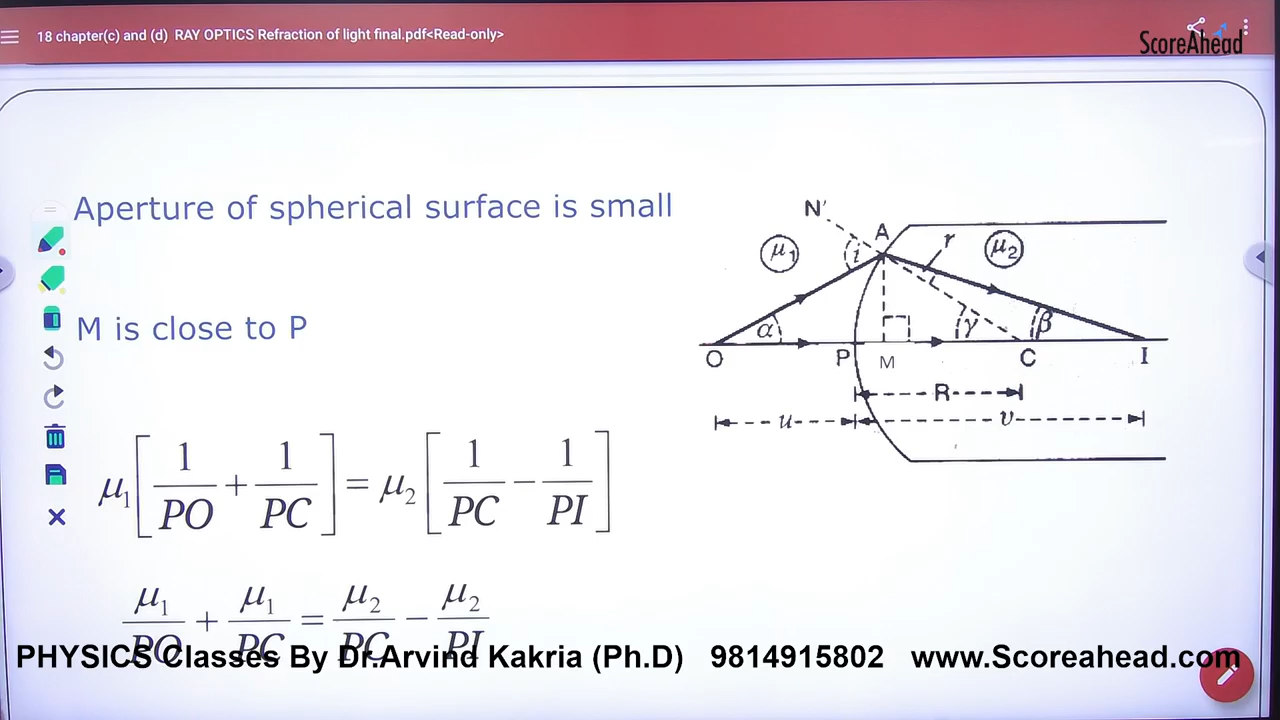 18 chapter(c) and (d) RAY OPTICS Refraction of light final.pdf<Read-only>
ScoreAhead
Aperture of spherical surface is small
M is close to P
μ₁[1/PO + 1/PC] = μ₂[1/PC − 1/PI]
μ₁/PO + μ₁/PC = μ₂/PC − μ₂/PI
N' A r
μ₁ i μ₂
α γ β
O P M C I
R
u v
PHYSICS Classes By Dr.Arvind Kakria (Ph.D) 9814915802 www.Scoreahead.com